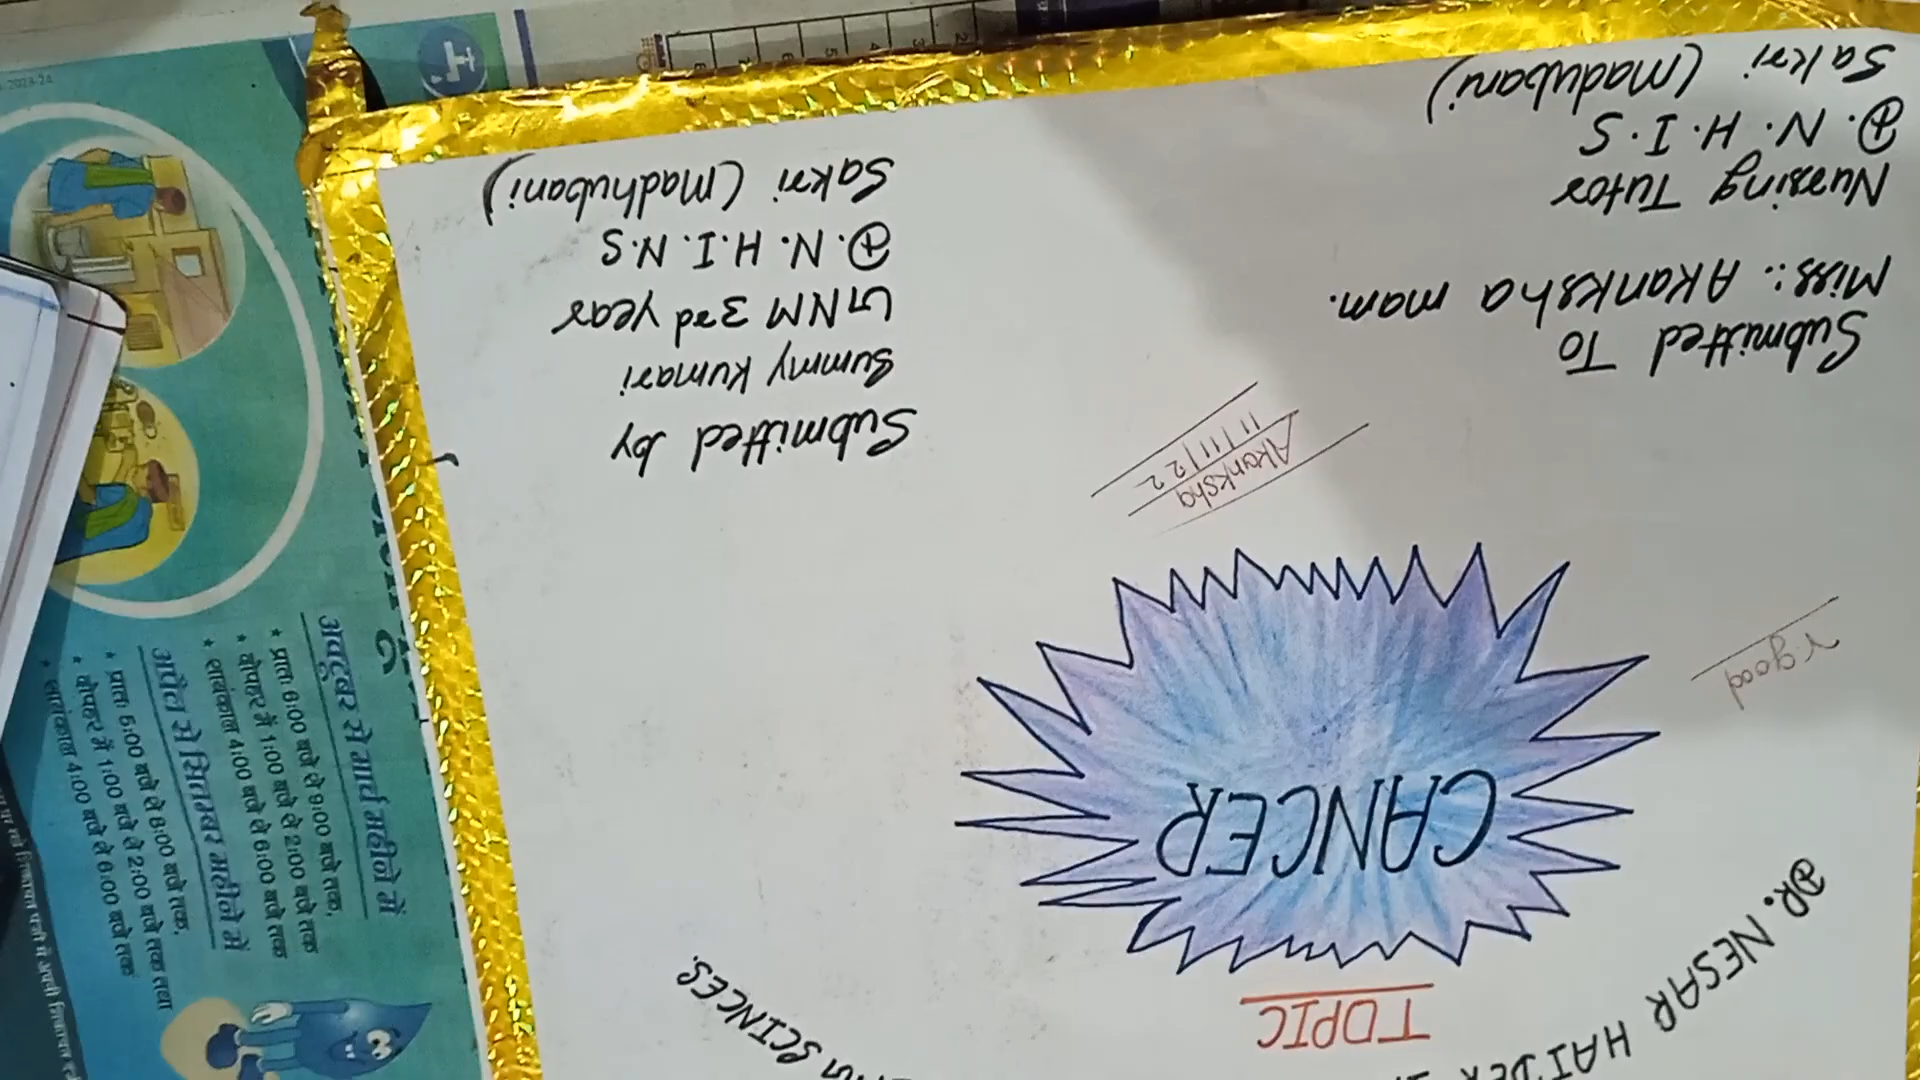 DR. NESAR HAIDER
SCIENCES.
TOPIC
CANCER
V. good
Akanksha
11/11/22
Submitted To
Miss:. Akanksha mam.
Nursing Tutor
D. N. H. I. S
Sakri (Madubani)
Submitted by
Summy Kumari
GNM 3rd year
D. N. H. I. N. S
Sakri (Madhubani)
2023-24
अक्टूबर से मार्च महीने में
* प्रातः 6:00 बजे से 9:00 बजे तक,
* दोपहर में 1:00 बजे से 2:00 बजे तक
* सायंकाल 4:00 बजे से 6:00 बजे तक
अप्रैल से सितम्बर महीने में
* प्रातः 5:00 बजे से 8:00 बजे तक,
* दोपहर में 1:00 बजे से 2:00 बजे तक तथा
* सायंकाल 4:00 बजे से 6:00 बजे तक